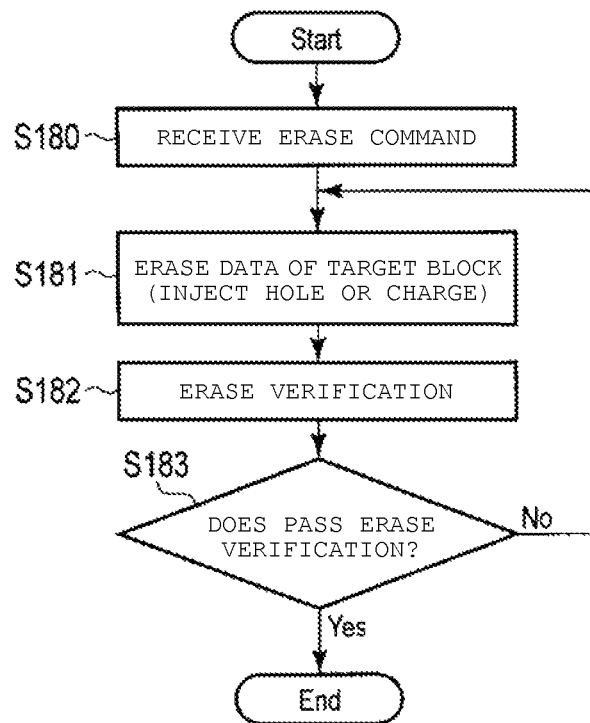 Start
S180
RECEIVE ERASE COMMAND
S181
ERASE DATA OF TARGET BLOCK
(INJECT HOLE OR CHARGE)
S182
ERASE VERIFICATION
S183
DOES PASS ERASE
VERIFICATION?
No
Yes
End